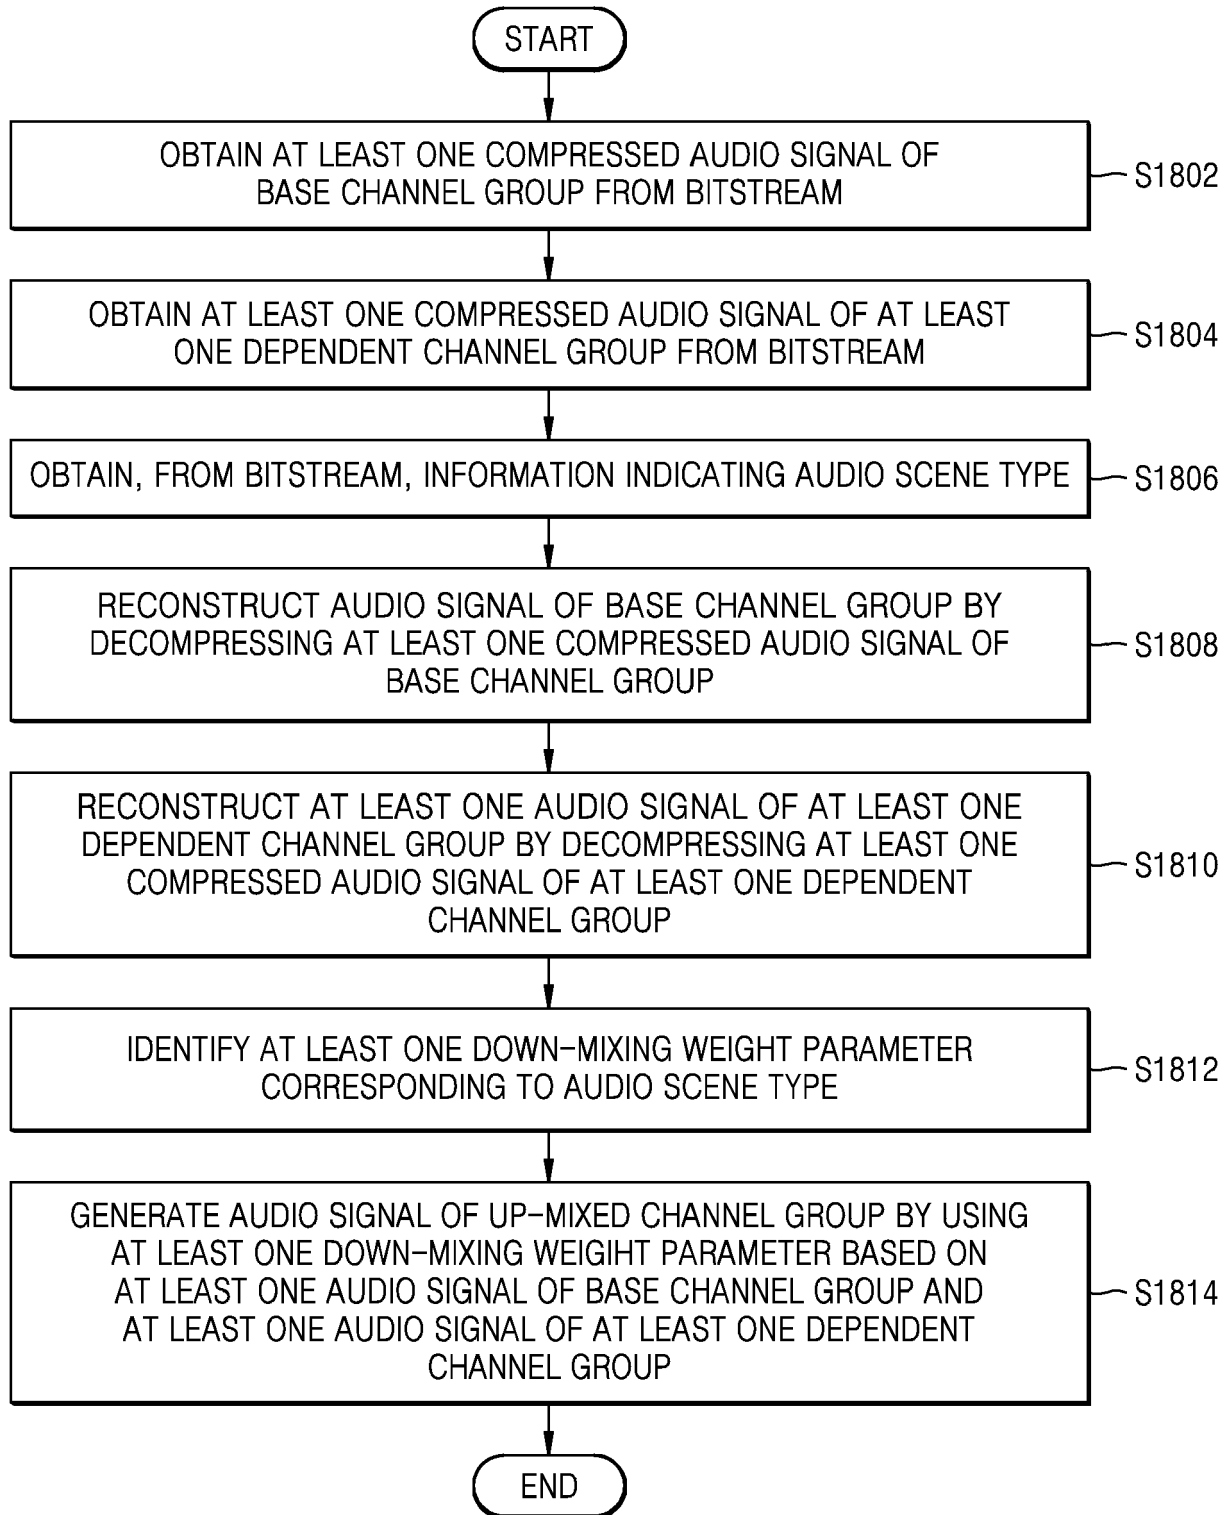 START
OBTAIN AT LEAST ONE COMPRESSED AUDIO SIGNAL OF
BASE CHANNEL GROUP FROM BITSTREAM
S1802
OBTAIN AT LEAST ONE COMPRESSED AUDIO SIGNAL OF AT LEAST
ONE DEPENDENT CHANNEL GROUP FROM BITSTREAM
S1804
OBTAIN, FROM BITSTREAM, INFORMATION INDICATING AUDIO SCENE TYPE
S1806
RECONSTRUCT AUDIO SIGNAL OF BASE CHANNEL GROUP BY
DECOMPRESSING AT LEAST ONE COMPRESSED AUDIO SIGNAL OF
BASE CHANNEL GROUP
S1808
RECONSTRUCT AT LEAST ONE AUDIO SIGNAL OF AT LEAST ONE
DEPENDENT CHANNEL GROUP BY DECOMPRESSING AT LEAST ONE
COMPRESSED AUDIO SIGNAL OF AT LEAST ONE DEPENDENT
CHANNEL GROUP
S1810
IDENTIFY AT LEAST ONE DOWN-MIXING WEIGHT PARAMETER
CORRESPONDING TO AUDIO SCENE TYPE
S1812
GENERATE AUDIO SIGNAL OF UP-MIXED CHANNEL GROUP BY USING
AT LEAST ONE DOWN-MIXING WEIGIHT PARAMETER BASED ON
AT LEAST ONE AUDIO SIGNAL OF BASE CHANNEL GROUP AND
AT LEAST ONE AUDIO SIGNAL OF AT LEAST ONE DEPENDENT
CHANNEL GROUP
S1814
END